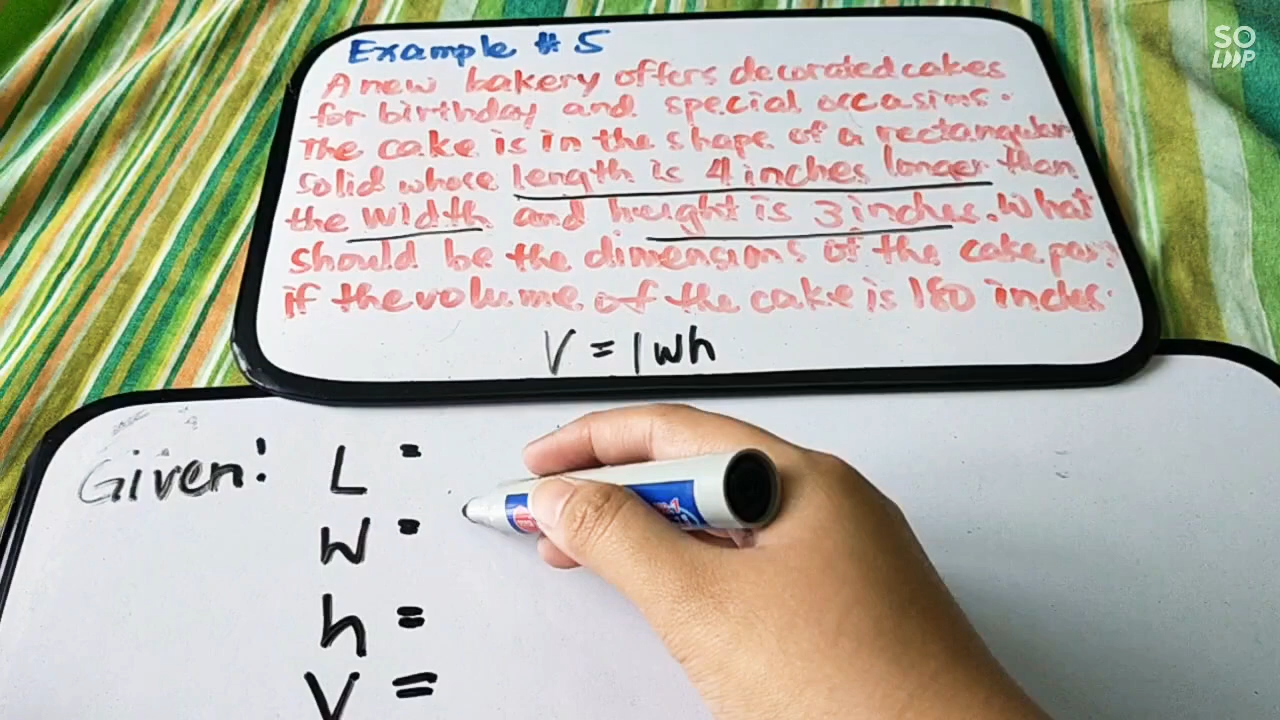 SO
LOOP
Example # 5
A new bakery offers decorated cakes
for birthday and special occasions.
The cake is in the shape of a rectangular
solid whose length is 4 inches longer than
the width and height is 3 inches. What
should be the dimensions of the cake pan
if the volume of the cake is 180 inches.
V = lwh
Given! L =
W =
h =
V =